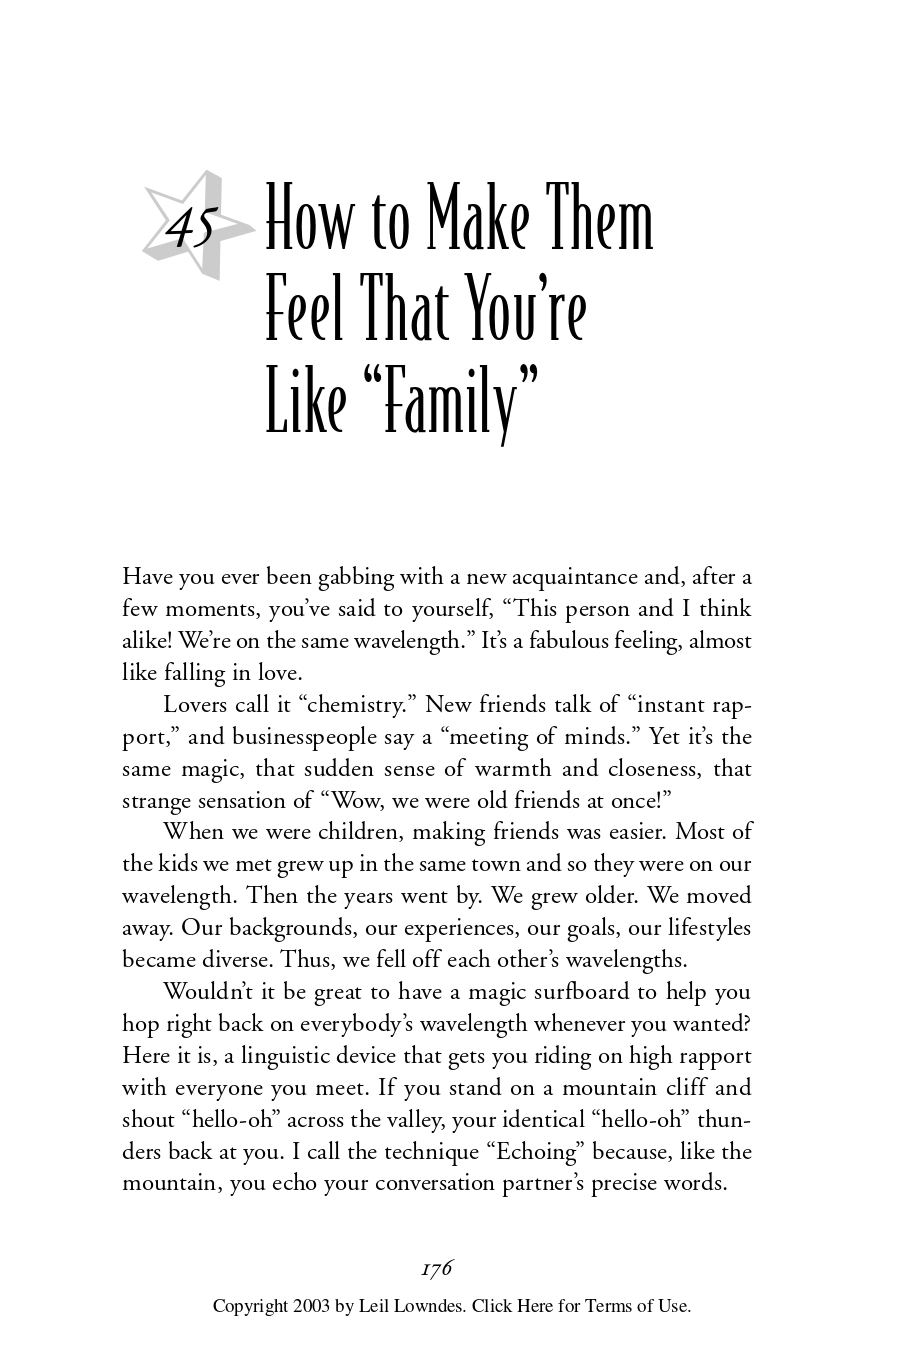 45
How to Make Them
Feel That You’re
Like “Family”
Have you ever been gabbing with a new acquaintance and, after a
few moments, you’ve said to yourself, “This person and I think
alike! We’re on the same wavelength.” It’s a fabulous feeling, almost
like falling in love.
Lovers call it “chemistry.” New friends talk of “instant rap-
port,” and businesspeople say a “meeting of minds.” Yet it’s the
same magic, that sudden sense of warmth and closeness, that
strange sensation of “Wow, we were old friends at once!”
When we were children, making friends was easier. Most of
the kids we met grew up in the same town and so they were on our
wavelength. Then the years went by. We grew older. We moved
away. Our backgrounds, our experiences, our goals, our lifestyles
became diverse. Thus, we fell off each other’s wavelengths.
Wouldn’t it be great to have a magic surfboard to help you
hop right back on everybody’s wavelength whenever you wanted?
Here it is, a linguistic device that gets you riding on high rapport
with everyone you meet. If you stand on a mountain cliff and
shout “hello-oh” across the valley, your identical “hello-oh” thun-
ders back at you. I call the technique “Echoing” because, like the
mountain, you echo your conversation partner’s precise words.
176
Copyright 2003 by Leil Lowndes. Click Here for Terms of Use.